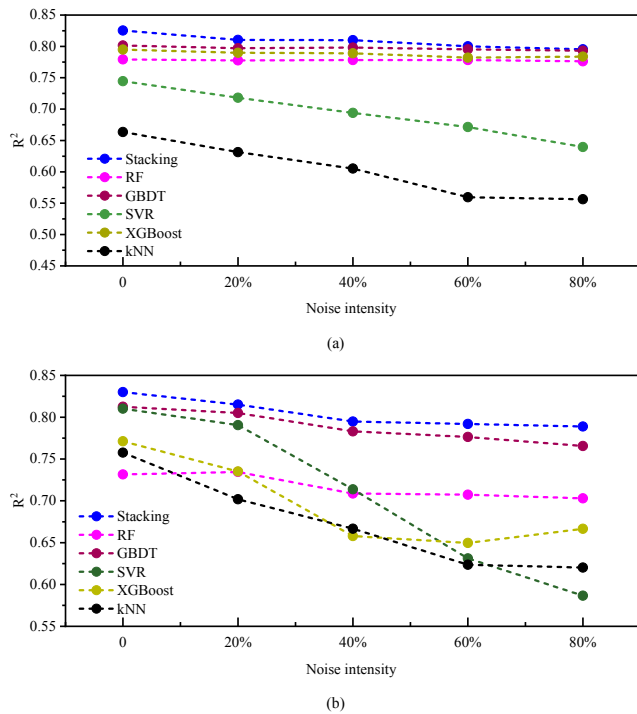 0.85
0.80
0.75
0.70
0.65
0.60
0.55
0.50
0.45
R²
Stacking
RF
GBDT
SVR
XGBoost
kNN
0 20% 40% 60% 80%
Noise intensity
(a)
0.85
0.80
0.75
0.70
0.65
0.60
0.55
R²
Stacking
RF
GBDT
SVR
XGBoost
kNN
0 20% 40% 60% 80%
Noise intensity
(b)